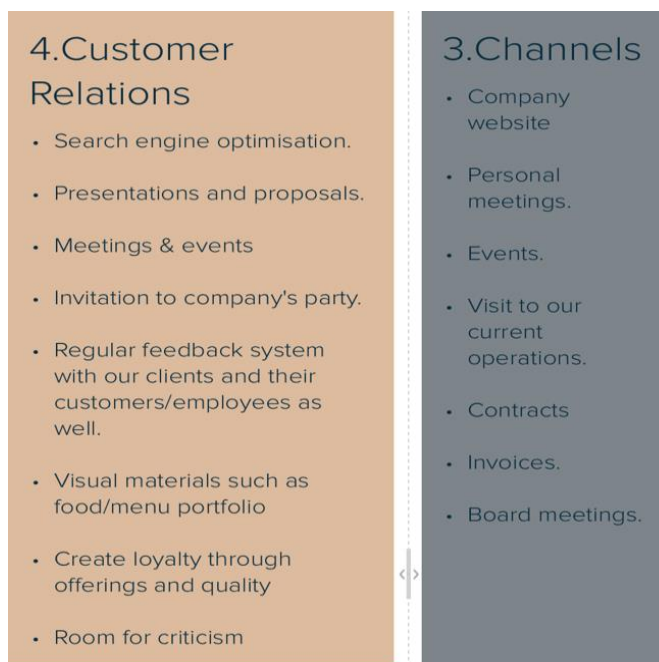 4.Customer
Relations
• Search engine optimisation.
• Presentations and proposals.
• Meetings & events
• Invitation to company's party.
• Regular feedback system
with our clients and their
customers/employees as
well.
• Visual materials such as
food/menu portfolio
• Create loyalty through
offerings and quality
• Room for criticism
3.Channels
• Company
website
• Personal
meetings.
• Events.
• Visit to our
current
operations.
• Contracts
• Invoices.
• Board meetings.